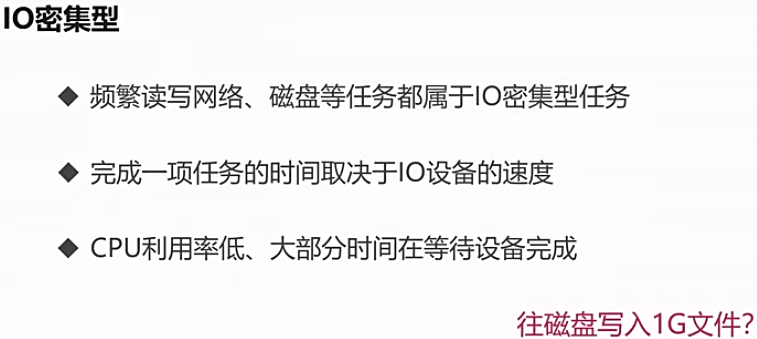 IO密集型
◆ 频繁读写网络、磁盘等任务都属于IO密集型任务
◆ 完成一项任务的时间取决于IO设备的速度
◆ CPU利用率低、大部分时间在等待设备完成
往磁盘写入1G文件?